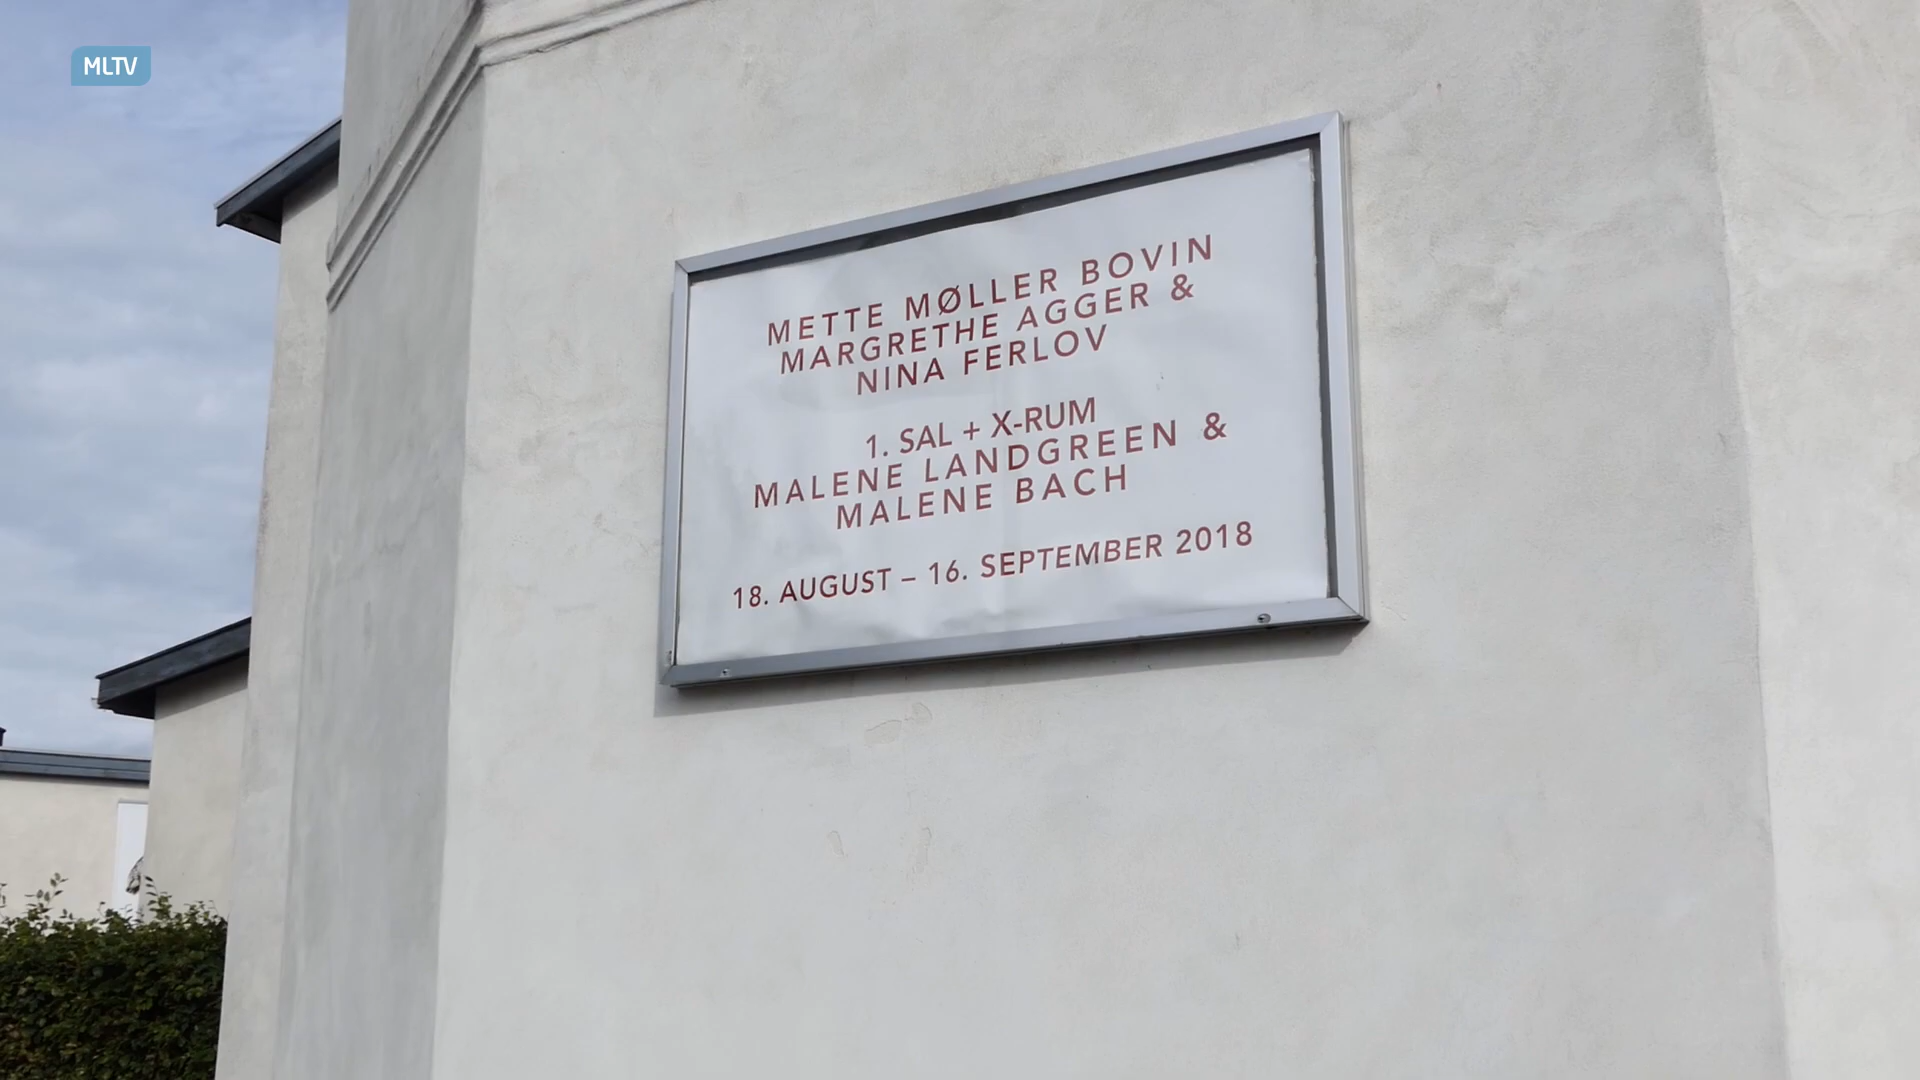 MLTV
METTE MØLLER BOVIN
MARGRETHE AGGER &
NINA FERLOV
1. SAL + X-RUM
MALENE LANDGREEN &
MALENE BACH
18. AUGUST – 16. SEPTEMBER 2018